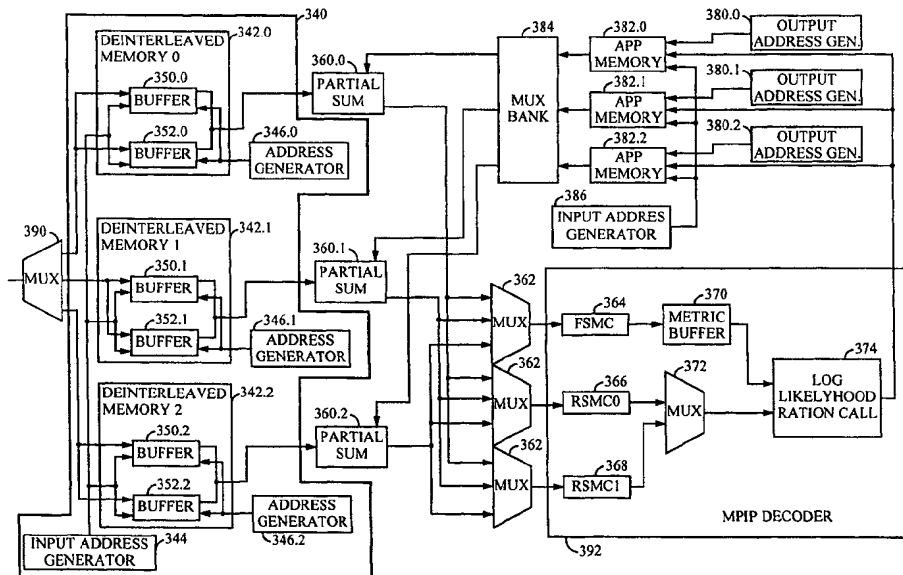 340
342.0
DEINTERLEAVED
MEMORY 0
350.0
BUFFER
352.0
BUFFER
346.0
ADDRESS
GENERATOR
360.0
PARTIAL
SUM
384
MUX
BANK
382.0
APP
MEMORY
382.1
APP
MEMORY
382.2
APP
MEMORY
380.0
OUTPUT
ADDRESS GEN.
380.1
OUTPUT
ADDRESS GEN.
380.2
OUTPUT
ADDRESS GEN.
386
INPUT ADDRES
GENERATOR
390
MUX
342.1
DEINTERLEAVED
MEMORY 1
350.1
BUFFER
352.1
BUFFER
346.1
ADDRESS
GENERATOR
360.1
PARTIAL
SUM
342.2
DEINTERLEAVED
MEMORY 2
350.2
BUFFER
352.2
BUFFER
ADDRESS
GENERATOR
346.2
360.2
PARTIAL
SUM
INPUT ADDRESS
GENERATOR
344
362
MUX
362
MUX
362
MUX
364
FSMC
366
RSMC0
368
RSMC1
370
METRIC
BUFFER
372
MUX
374
LOG
LIKELYHOOD
RATION CALL
MPIP DECODER
392